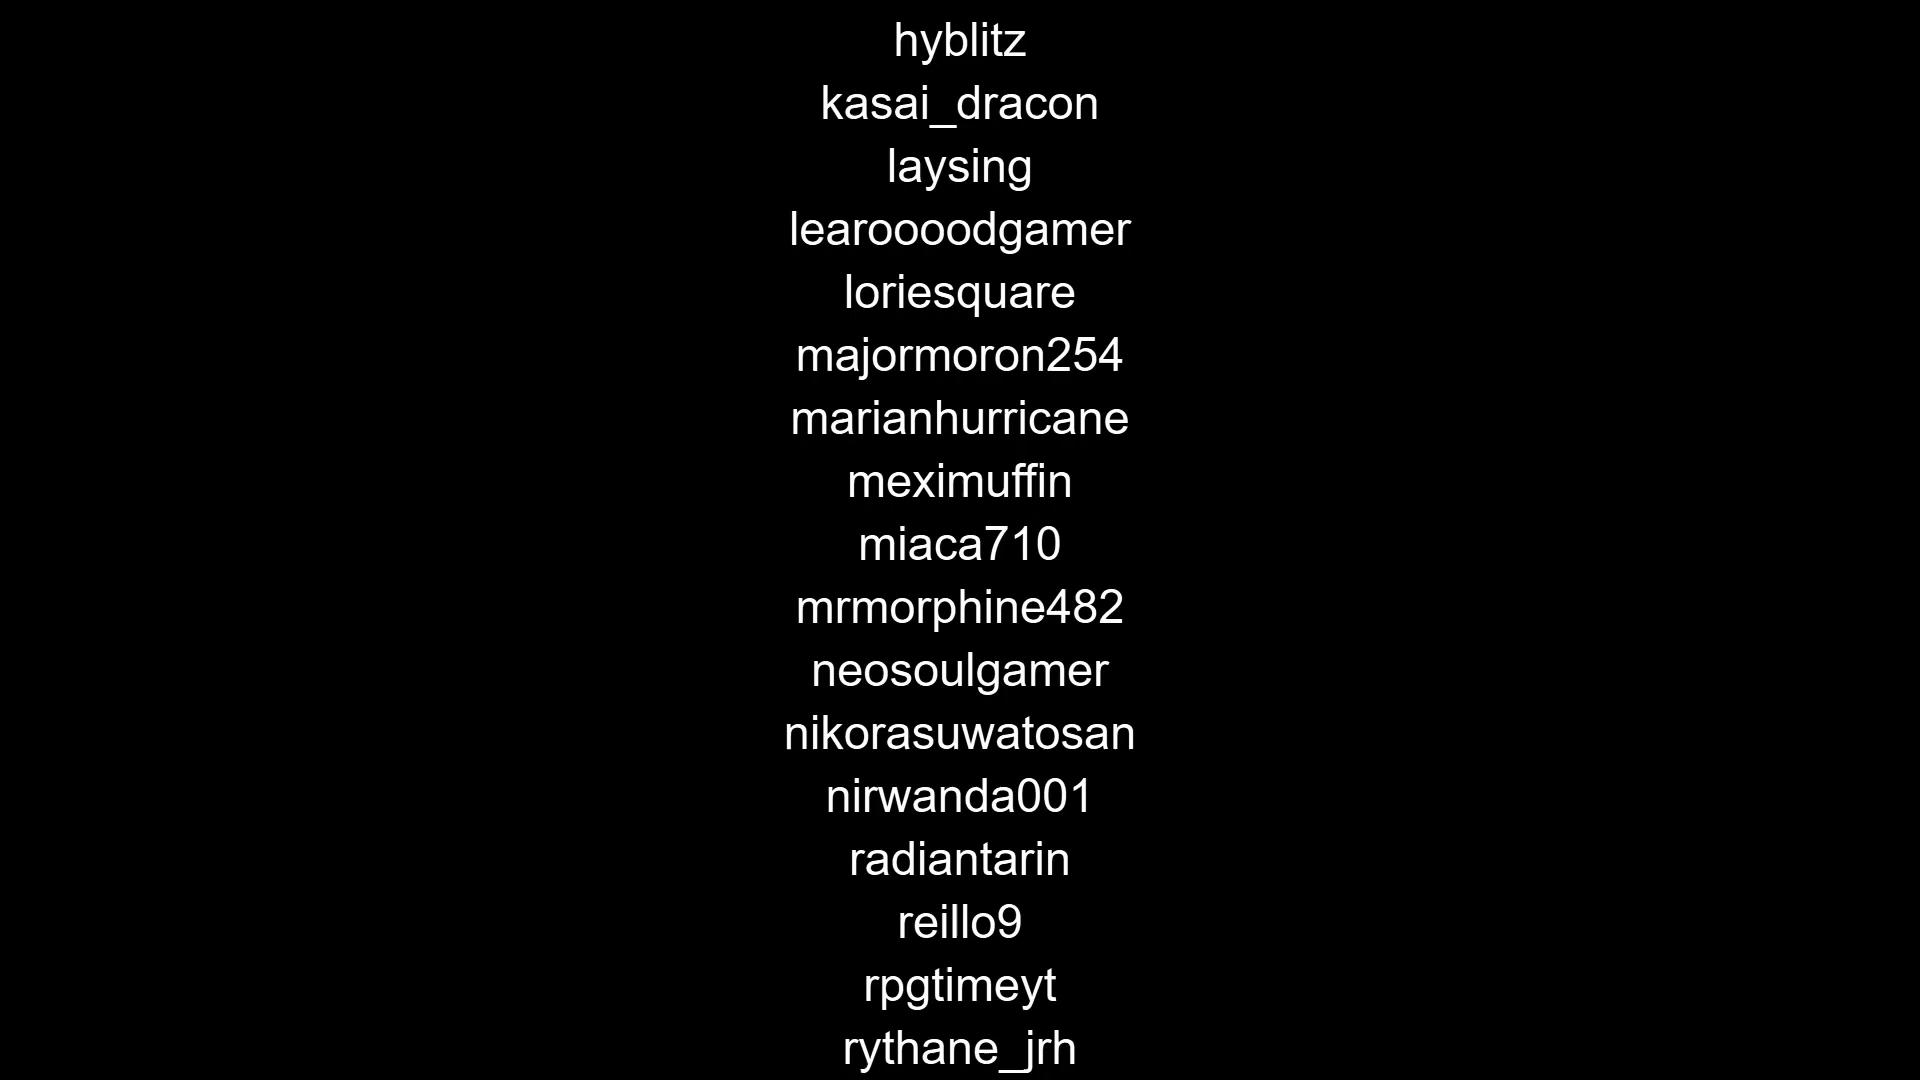 hyblitz
kasai_dracon
laysing
learoooodgamer
loriesquare
majormoron254
marianhurricane
meximuffin
miaca710
mrmorphine482
neosoulgamer
nikorasuwatosan
nirwanda001
radiantarin
reillo9
rpgtimeyt
rythane_jrh